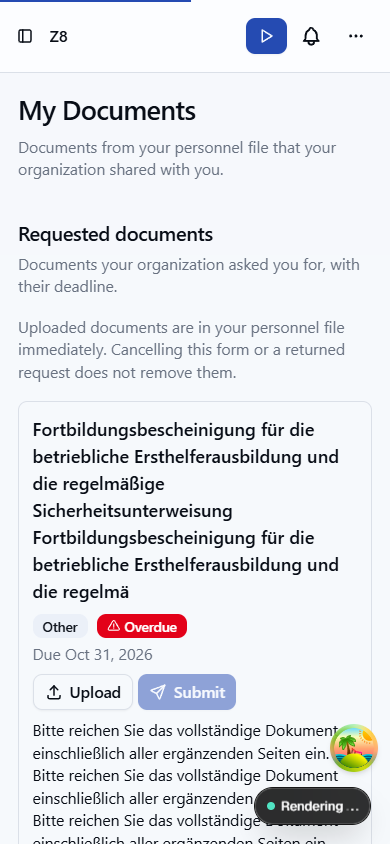 Z8
My Documents
Documents from your personnel file that your
organization shared with you.
Requested documents
Documents your organization asked you for, with
their deadline.
Uploaded documents are in your personnel file
immediately. Cancelling this form or a returned
request does not remove them.
Fortbildungsbescheinigung für die
betriebliche Ersthelferausbildung und
die regelmäßige
Sicherheitsunterweisung
Fortbildungsbescheinigung für die
betriebliche Ersthelferausbildung und
die regelmä
Other Overdue
Due Oct 31, 2026
Upload Submit
Bitte reichen Sie das vollständige Dokument
einschließlich aller ergänzenden Seiten ein.
Bitte reichen Sie das vollständige Dokument
einschließlich aller ergänzenden
Rendering ...
Bitte reichen Sie das vollständige Dokument
einschließlich aller ergänzenden Seiten ein